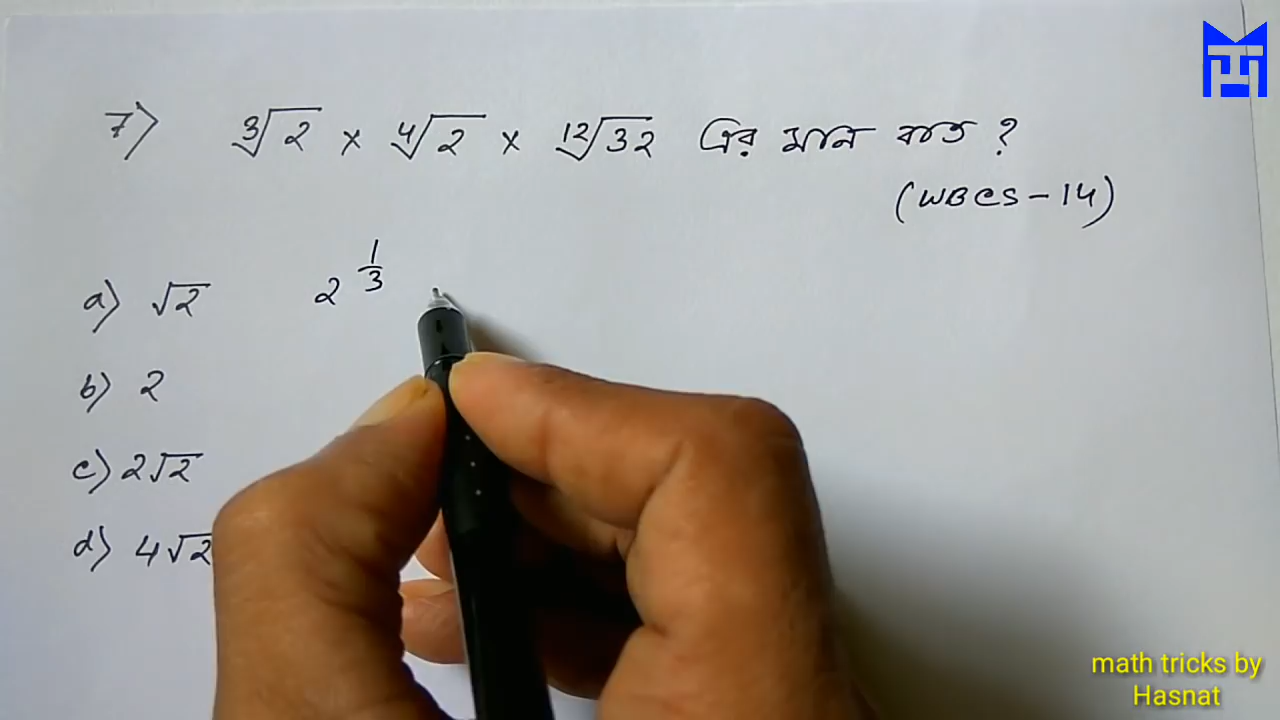 7) ∛2 × ∜2 × ¹²√32 এর মান কত ?
(WBCS - 14)
2^(1/3)
a) √2
b) 2
c) 2√2
d) 4√2
math tricks by
Hasnat